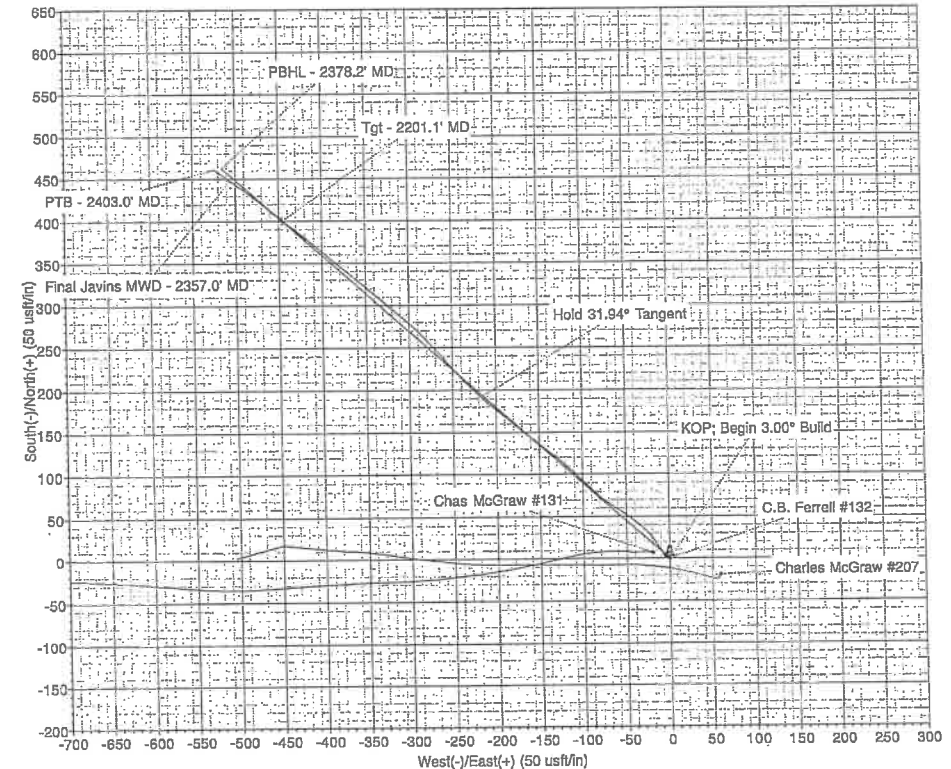 650
600
550
500
450
400
350
300
250
200
150
100
50
0
-50
-100
-150
-200
South(-)/North(+) (50 usft/in)
PBHL - 2378.2' MD
Tgt - 2201.1' MD
PTB - 2403.0' MD
Final Javins MWD - 2357.0' MD
Hold 31.94° Tangent
KOP; Begin 3.00° Build
Chas McGraw #131
C.B. Ferrell #132
Charles McGraw #207
-700 -650 -600 -550 -500 -450 -400 -350 -300 -250 -200 -150 -100 -50 0 50 100 150 200 250 300
West(-)/East(+) (50 usft/in)